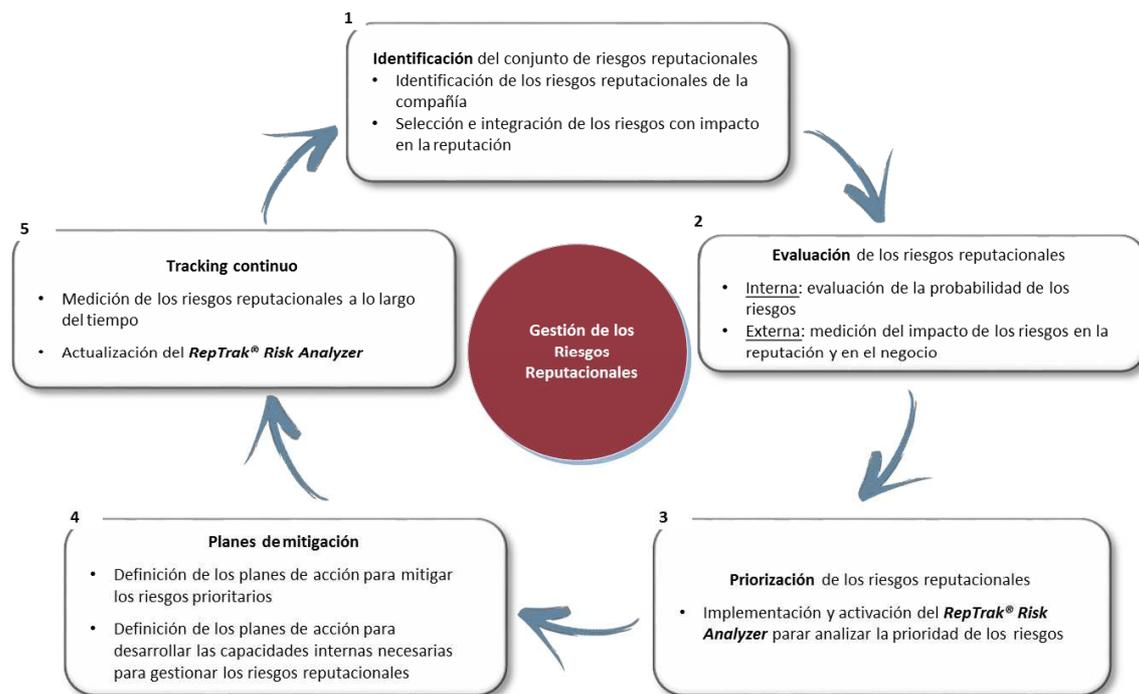 1
Identificación del conjunto de riesgos reputacionales
• Identificación de los riesgos reputacionales de la
compañía
• Selección e integración de los riesgos con impacto
en la reputación
2
Evaluación de los riesgos reputacionales
• Interna: evaluación de la probabilidad de los
riesgos
• Externa: medición del impacto de los riesgos en la
reputación y en el negocio
3
Priorización de los riesgos reputacionales
• Implementación y activación del RepTrak® Risk
Analyzer parar analizar la prioridad de los riesgos
4
Planes de mitigación
• Definición de los planes de acción para mitigar
los riesgos prioritarios
• Definición de los planes de acción para
desarrollar las capacidades internas necesarias
para gestionar los riesgos reputacionales
5
Tracking continuo
• Medición de los riesgos reputacionales a lo largo
del tiempo
• Actualización del RepTrak® Risk Analyzer
Gestión de los
Riesgos
Reputacionales